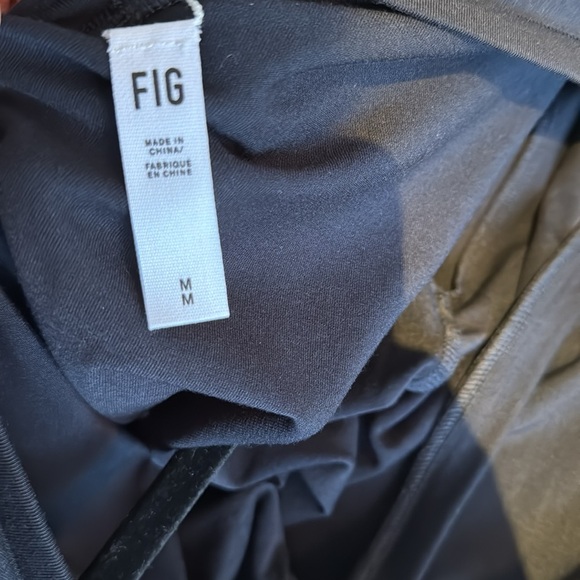 FIG
MADE IN
CHINA/
FABRIQUÉ
EN CHINE
M
M